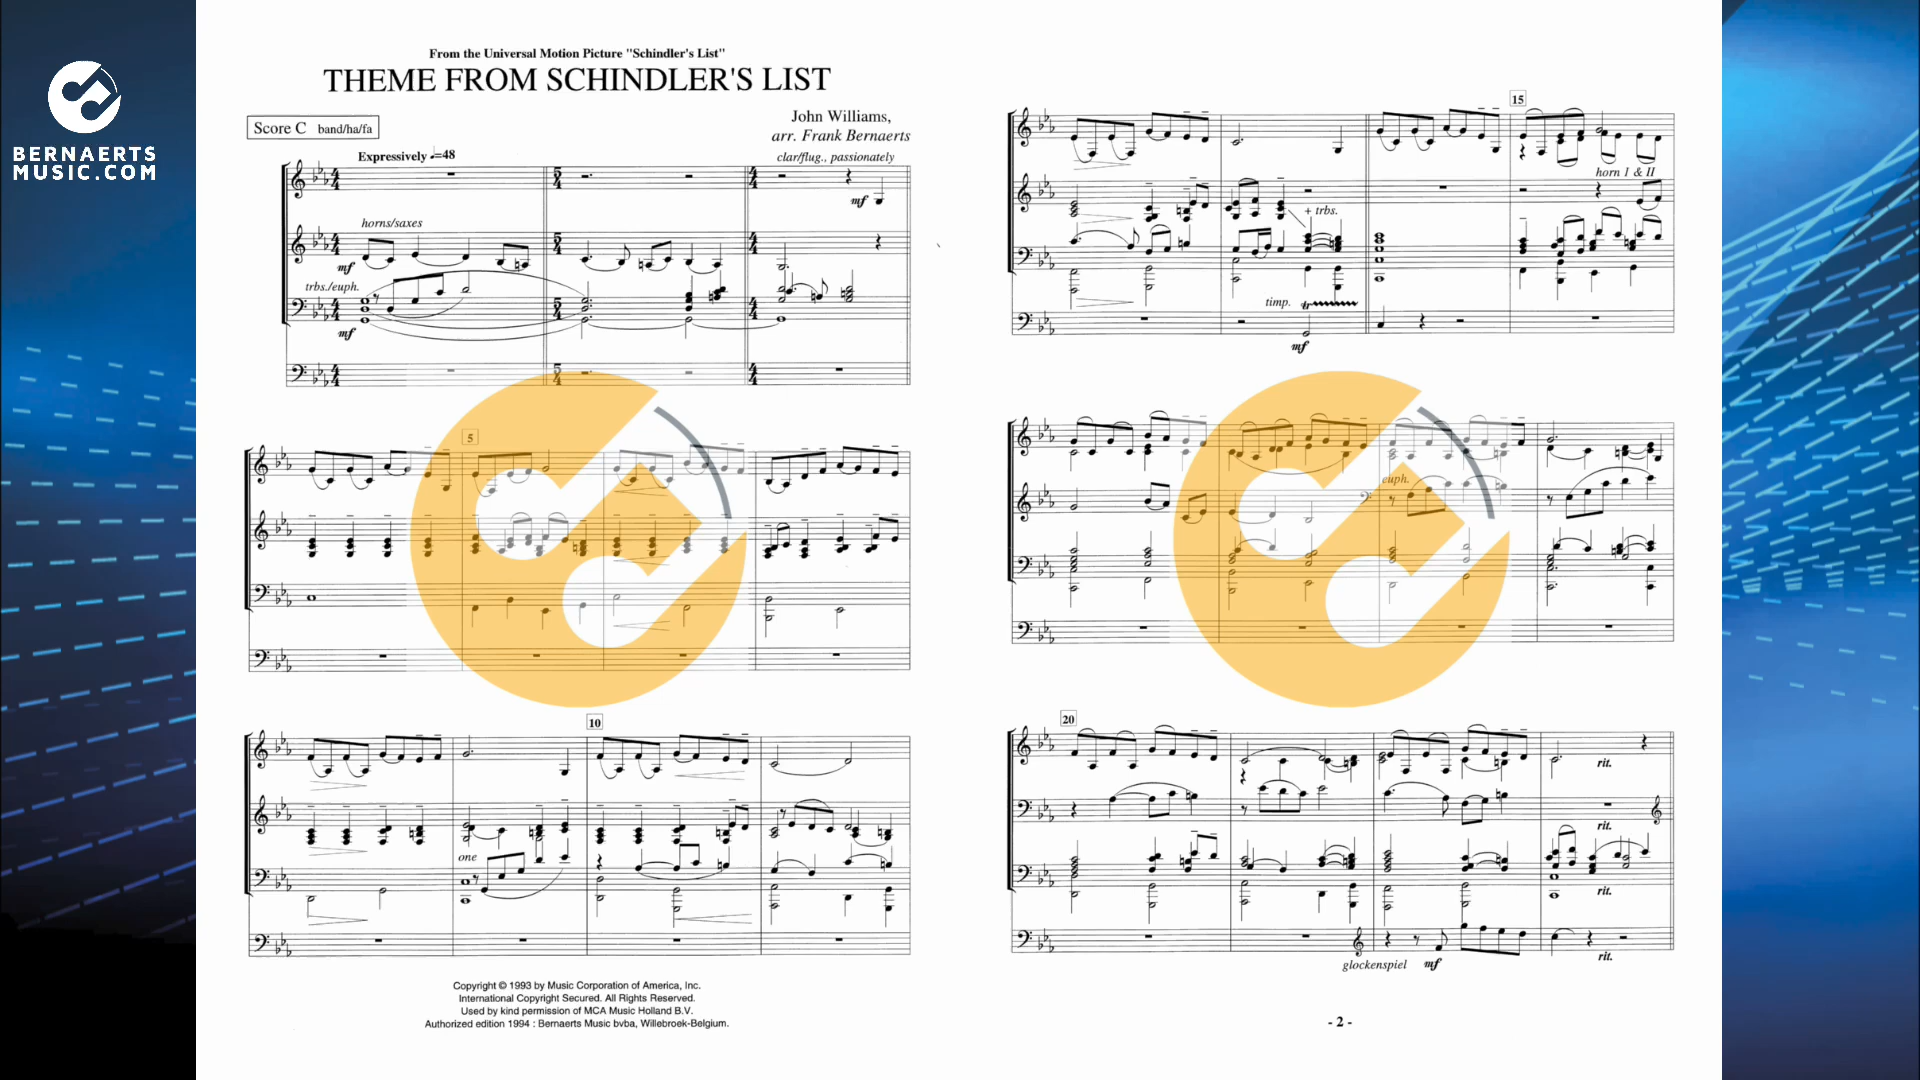 BERNAERTS
MUSIC.COM
From the Universal Motion Picture "Schindler's List"
THEME FROM SCHINDLER'S LIST
Score C band/ha/fa
John Williams,
arr. Frank Bernaerts
Expressively ♩=48
clar/flug., passionately
mf
horns/saxes
mf
trbs./euph.
mf
5
10
one
Copyright © 1993 by Music Corporation of America, Inc.
International Copyright Secured. All Rights Reserved.
Used by kind permission of MCA Music Holland B.V.
Authorized edition 1994 : Bernaerts Music bvba, Willebroek-Belgium.
15
horn I & II
+ trbs.
timp.
tr
mf
euph.
20
rit.
rit.
rit.
glockenspiel mf
rit.
- 2 -